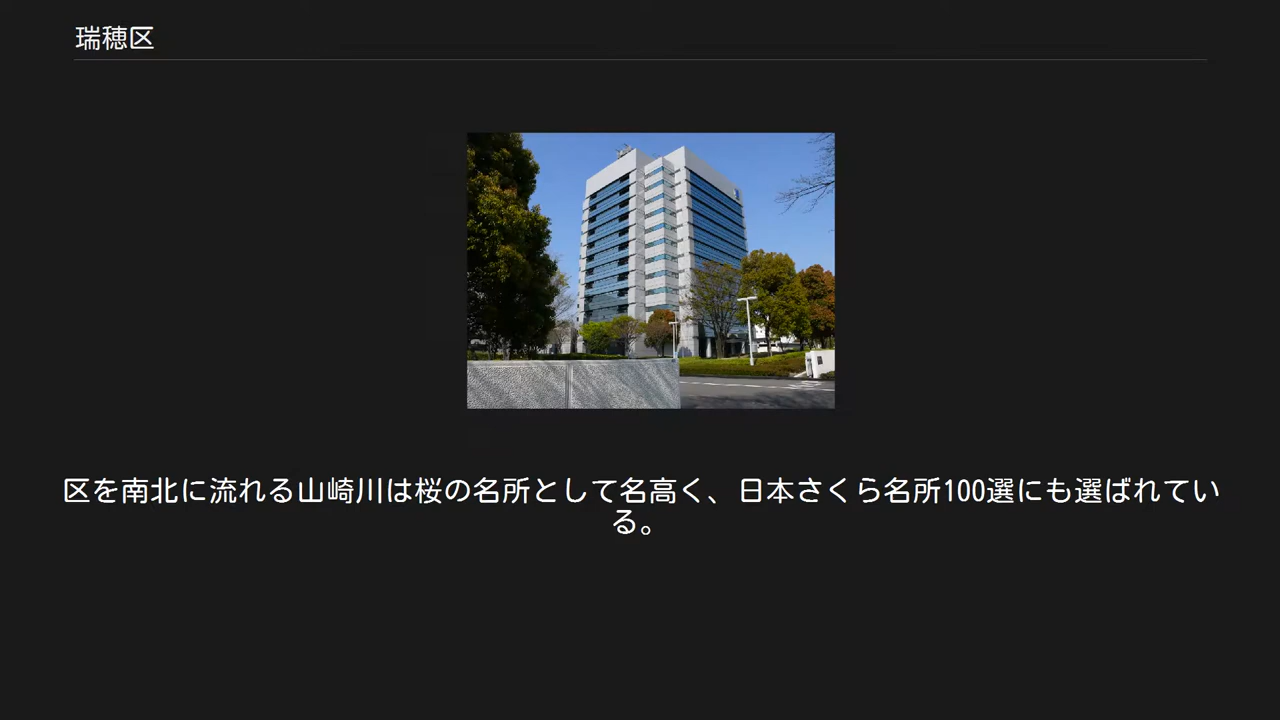 瑞穂区
区を南北に流れる山崎川は桜の名所として名高く、日本さくら名所100選にも選ばれてい
る。